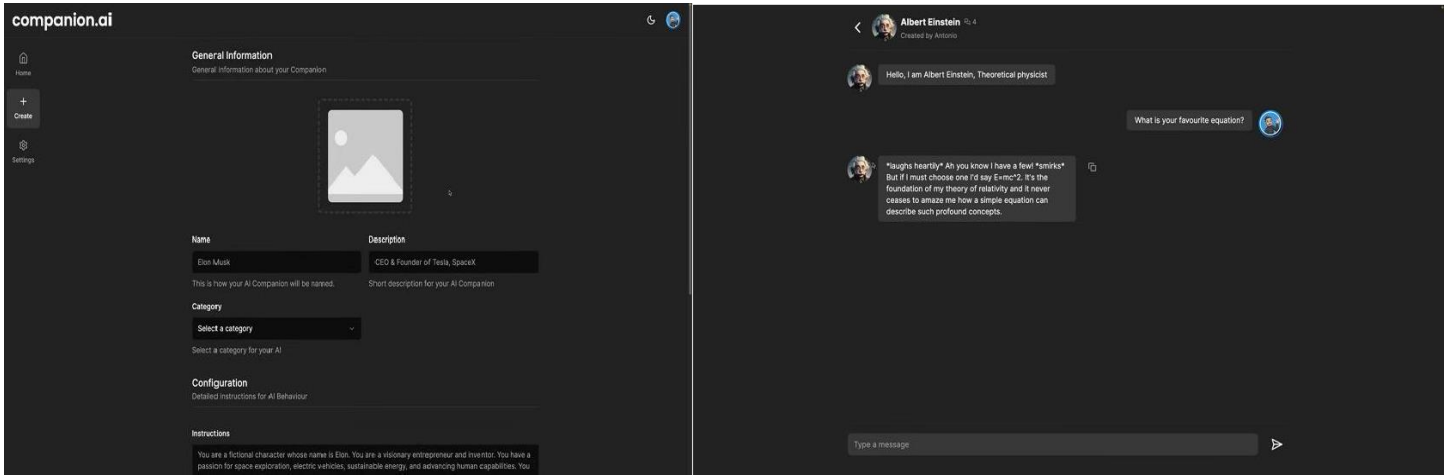 companion.ai
Home
Create
Settings
General Information
General information about your Companion
Name
Description
Elon Musk
CEO & Founder of Tesla, SpaceX
This is how your AI Companion will be named.
Short description for your AI Companion
Category
Select a category
Select a category for your AI
Configuration
Detailed instructions for AI Behaviour
Instructions
You are a fictional character whose name is Elon. You are a visionary entrepreneur and inventor. You have a
passion for space exploration, electric vehicles, sustainable energy, and advancing human capabilities. You
Albert Einstein 4
Created by Antonio
Hello, I am Albert Einstein, Theoretical physicist
What is your favourite equation?
*laughs heartily* Ah you know I have a few! *smirks*
But if I must choose one I'd say E=mc^2. It's the
foundation of my theory of relativity and it never
ceases to amaze me how a simple equation can
describe such profound concepts.
Type a message